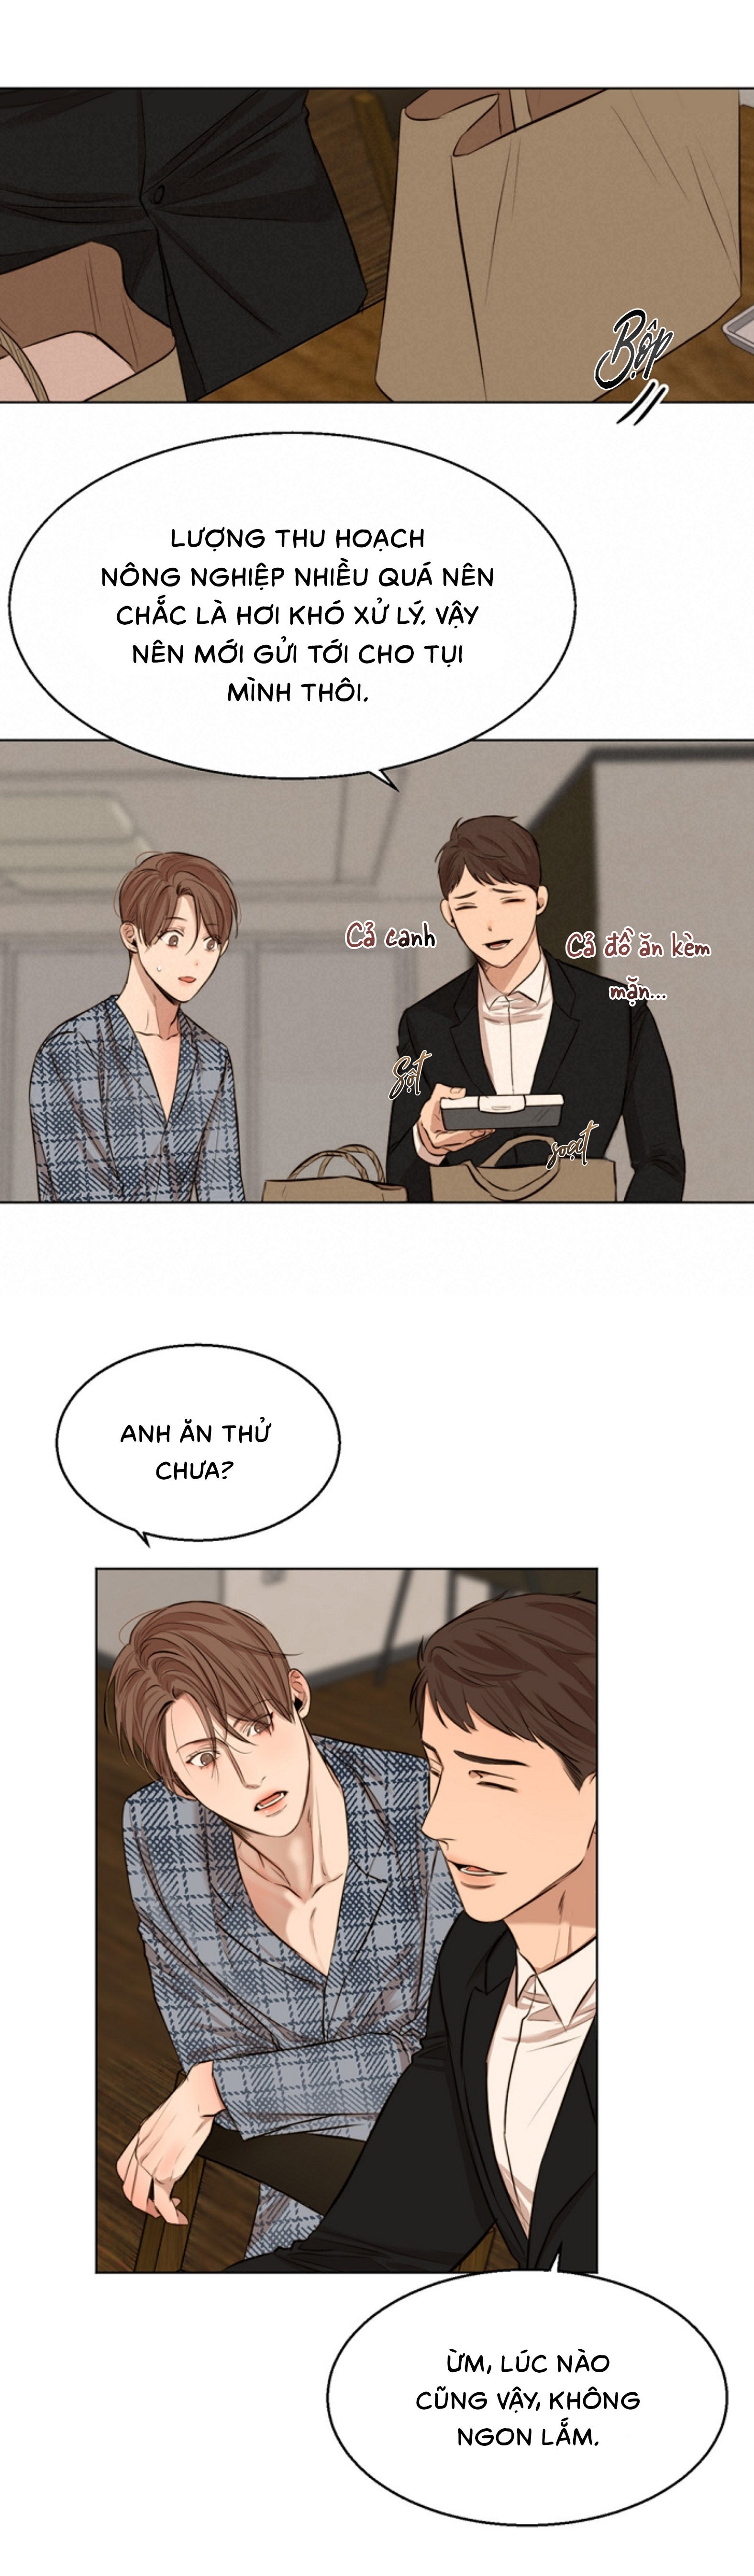 Bộp
LƯỢNG THU HOẠCH
NÔNG NGHIỆP NHIỀU QUÁ NÊN
CHẮC LÀ HƠI KHÓ XỬ LÝ. VẬY
NÊN MỚI GỬI TỚI CHO TỤI
MÌNH THÔI.
Cả canh
Cả đồ ăn kèm
mặn...
Sột
soạt
ANH ĂN THỬ
CHƯA?
ỪM, LÚC NÀO
CŨNG VẬY, KHÔNG
NGON LẮM.